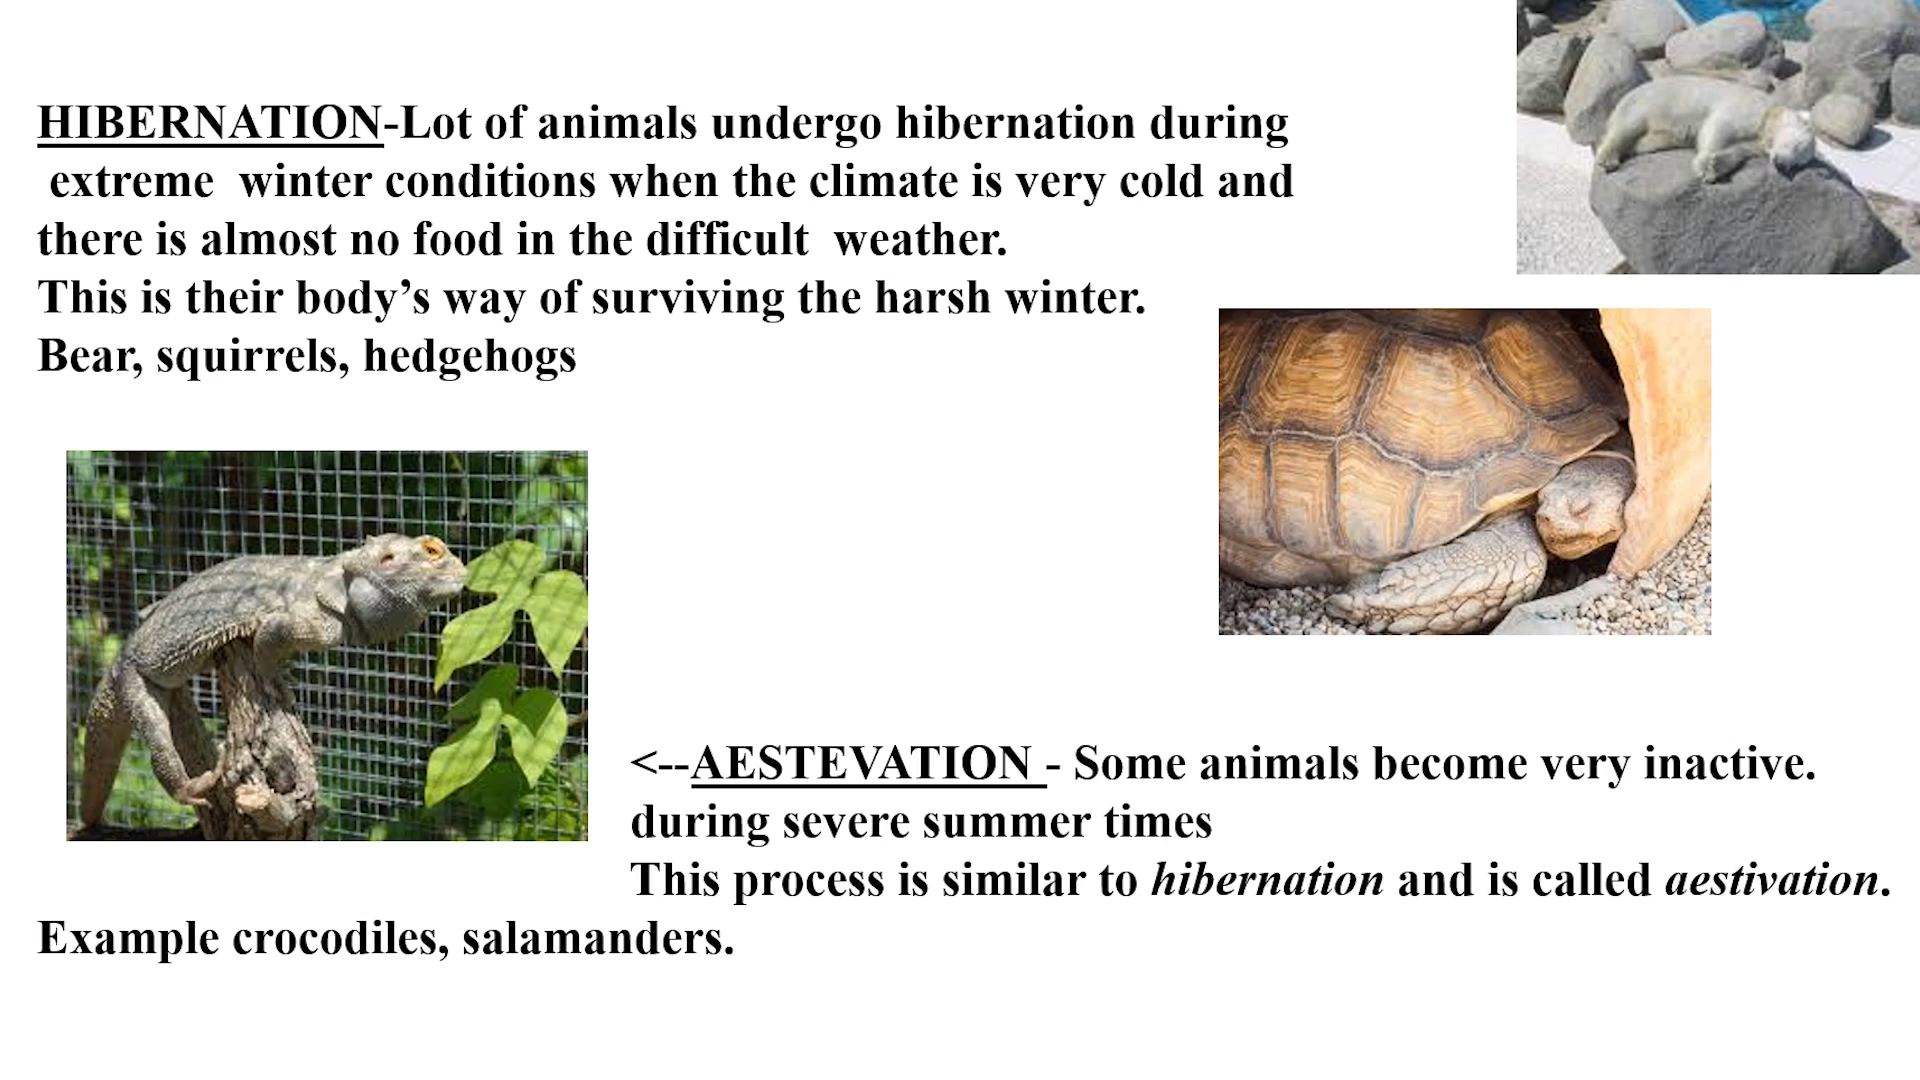 HIBERNATION-Lot of animals undergo hibernation during
extreme winter conditions when the climate is very cold and
there is almost no food in the difficult weather.
This is their body’s way of surviving the harsh winter.
Bear, squirrels, hedgehogs
<--AESTEVATION - Some animals become very inactive.
during severe summer times
This process is similar to hibernation and is called aestivation.
Example crocodiles, salamanders.